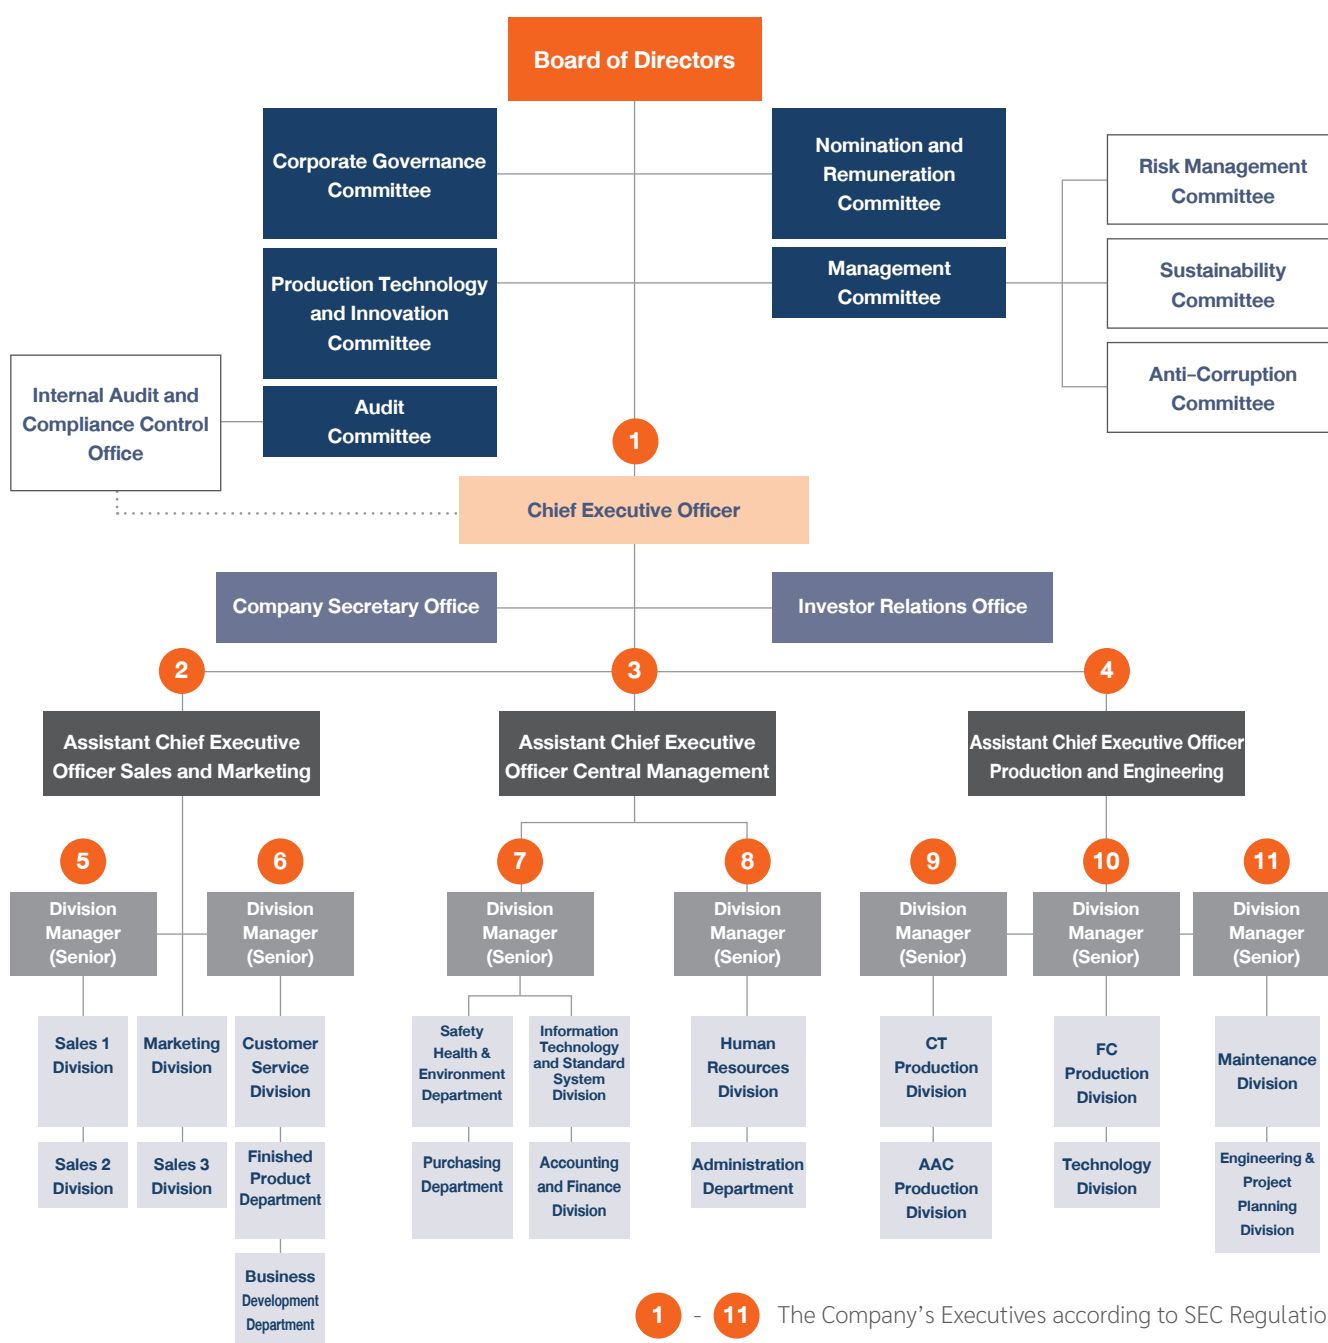 Board of Directors
Corporate Governance
Committee
Nomination and
Remuneration
Committee
Risk Management
Committee
Production Technology
and Innovation
Committee
Management
Committee
Sustainability
Committee
Internal Audit and
Compliance Control
Office
Audit
Committee
Anti-Corruption
Committee
1
Chief Executive Officer
Company Secretary Office
Investor Relations Office
2
3
4
Assistant Chief Executive
Officer Sales and Marketing
Assistant Chief Executive
Officer Central Management
Assistant Chief Executive Officer
Production and Engineering
5
6
7
8
9
10
11
Division
Manager
(Senior)
Division
Manager
(Senior)
Division
Manager
(Senior)
Division
Manager
(Senior)
Division
Manager
(Senior)
Division
Manager
(Senior)
Division
Manager
(Senior)
Sales 1
Division
Marketing
Division
Customer
Service
Division
Safety
Health &
Environment
Department
Information
Technology
and Standard
System
Division
Human
Resources
Division
CT
Production
Division
FC
Production
Division
Maintenance
Division
Sales 2
Division
Sales 3
Division
Finished
Product
Department
Purchasing
Department
Accounting
and Finance
Division
Administration
Department
AAC
Production
Division
Technology
Division
Engineering &
Project
Planning
Division
Business
Development
Department
1 - 11 The Company's Executives according to SEC Regulatio